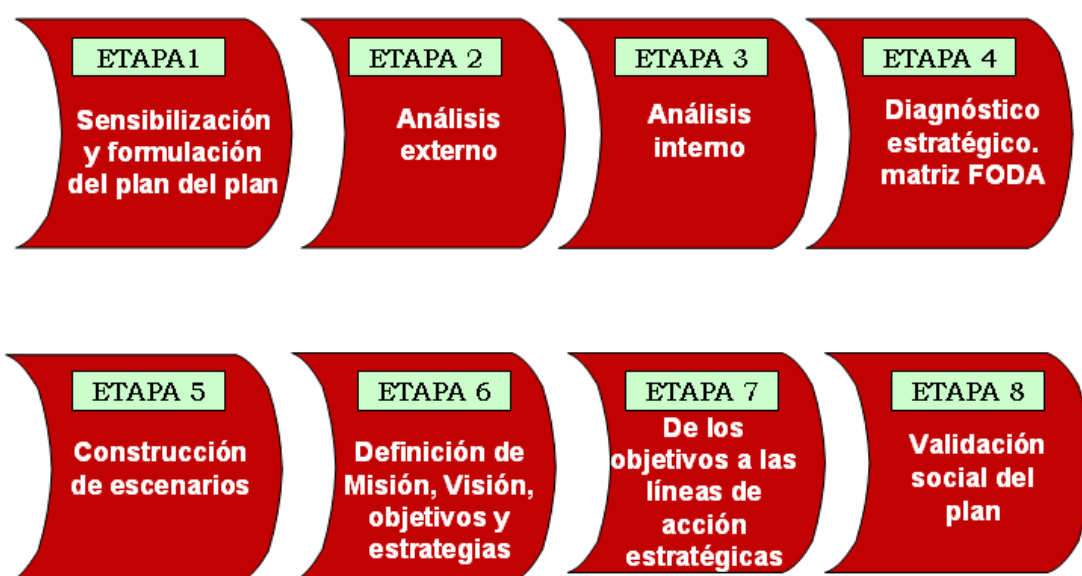 ETAPA1
Sensibilización
y formulación
del plan del plan
ETAPA 2
Análisis
externo
ETAPA 3
Análisis
interno
ETAPA 4
Diagnóstico
estratégico.
matriz FODA
ETAPA 5
Construcción
de escenarios
ETAPA 6
Definición de
Misión, Visión,
objetivos y
estrategias
ETAPA 7
De los
objetivos a las
líneas de
acción
estratégicas
ETAPA 8
Validación
social del
plan